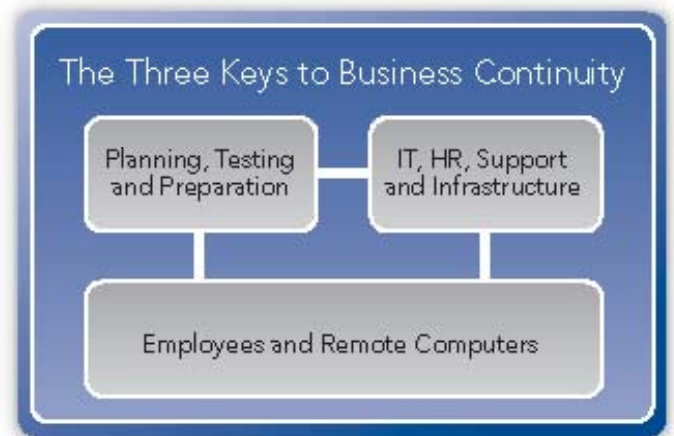 The Three Keys to Business Continuity
Planning, Testing
and Preparation
IT, HR, Support
and Infrastructure
Employees and Remote Computers